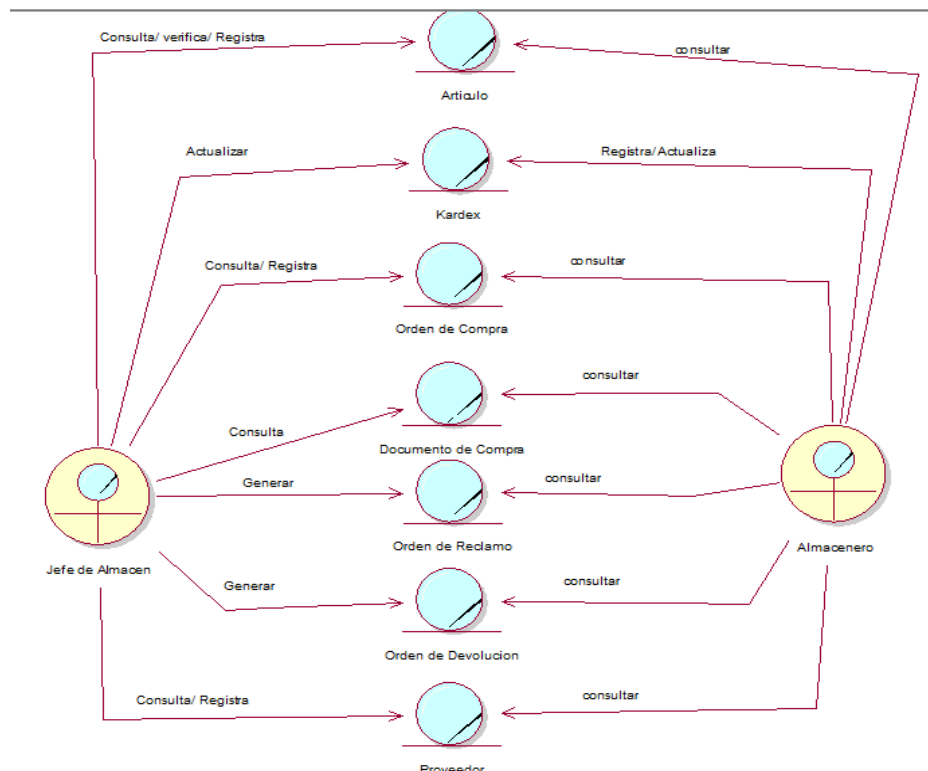 Consulta/ verifica/ Registra
consultar
Articulo
Actualizar
Registra/Actualiza
Kardex
Consulta/ Registra
consultar
Orden de Compra
consultar
Consulta
Documento de Compra
Generar
consultar
Orden de Reclamo
Almacenero
Jefe de Almacen
Generar
consultar
Orden de Devolucion
Consulta/ Registra
consultar
Proveedor